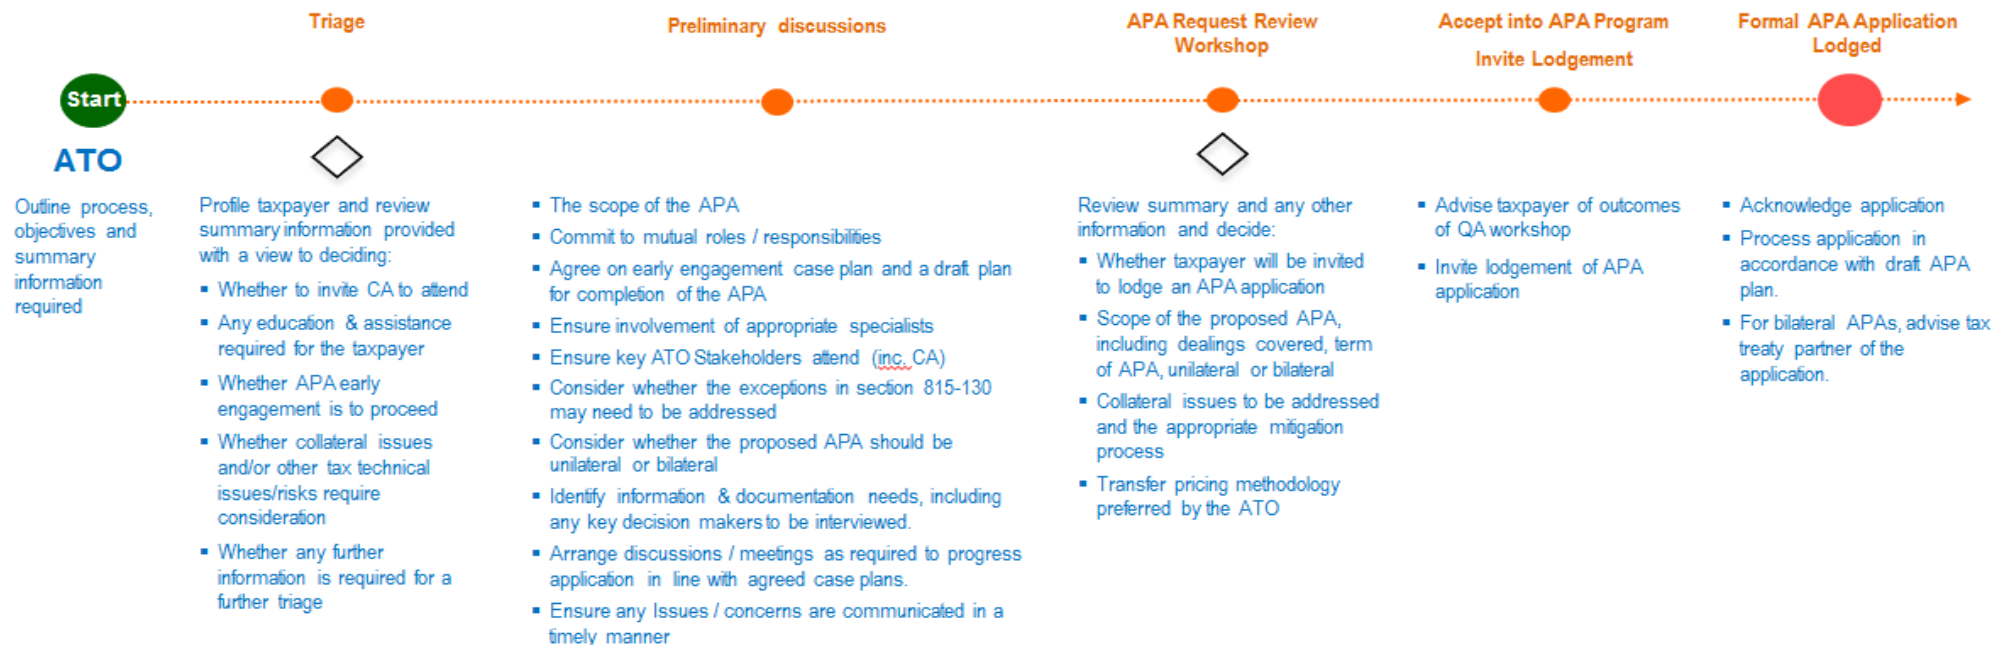 Triage
Preliminary discussions
APA Request Review
Workshop
Accept into APA Program
Invite Lodgement
Formal APA Application
Lodged
Start
ATO
Outline process,
objectives and
summary
information
required
Profile taxpayer and review
summary information provided
with a view to deciding:
▪ Whether to invite CA to attend
▪ Any education & assistance
required for the taxpayer
▪ Whether APA early
engagement is to proceed
▪ Whether collateral issues
and/or other tax technical
issues/risks require
consideration
▪ Whether any further
information is required for a
further triage
▪ The scope of the APA
▪ Commit to mutual roles / responsibilities
▪ Agree on early engagement case plan and a draft plan
for completion of the APA
▪ Ensure involvement of appropriate specialists
▪ Ensure key ATO Stakeholders attend (inc. CA)
▪ Consider whether the exceptions in section 815-130
may need to be addressed
▪ Consider whether the proposed APA should be
unilateral or bilateral
▪ Identify information & documentation needs, including
any key decision makers to be interviewed.
▪ Arrange discussions / meetings as required to progress
application in line with agreed case plans.
▪ Ensure any Issues / concerns are communicated in a
timely manner
Review summary and any other
information and decide:
▪ Whether taxpayer will be invited
to lodge an APA application
▪ Scope of the proposed APA,
including dealings covered, term
of APA, unilateral or bilateral
▪ Collateral issues to be addressed
and the appropriate mitigation
process
▪ Transfer pricing methodology
preferred by the ATO
▪ Advise taxpayer of outcomes
of QA workshop
▪ Invite lodgement of APA
application
▪ Acknowledge application
▪ Process application in
accordance with draft APA
plan.
▪ For bilateral APAs, advise tax
treaty partner of the
application.